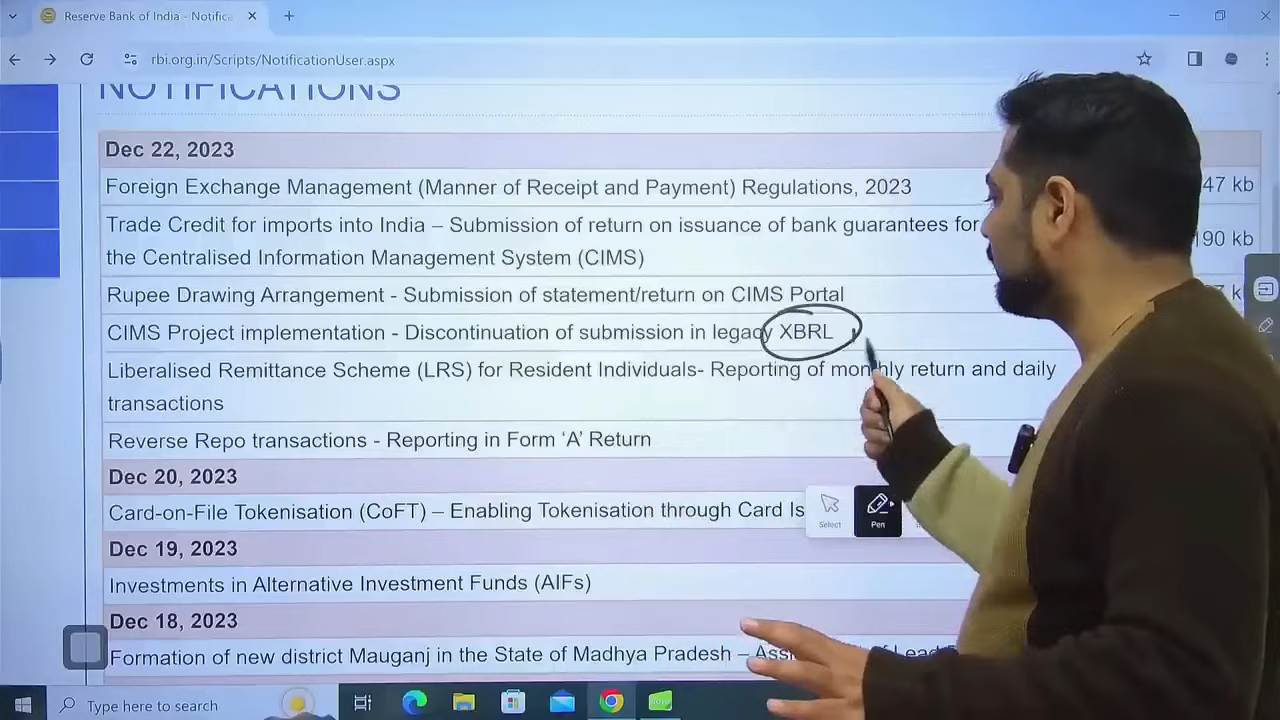 Reserve Bank of India - Notific
rbi.org.in/Scripts/NotificationUser.aspx
NOTIFICATIONS
Dec 22, 2023
Foreign Exchange Management (Manner of Receipt and Payment) Regulations, 2023
47 kb
Trade Credit for imports into India – Submission of return on issuance of bank guarantees for
190 kb
the Centralised Information Management System (CIMS)
Rupee Drawing Arrangement - Submission of statement/return on CIMS Portal
CIMS Project implementation - Discontinuation of submission in legacy XBRL
Liberalised Remittance Scheme (LRS) for Resident Individuals- Reporting of monthly return and daily
transactions
Reverse Repo transactions - Reporting in Form ‘A’ Return
Dec 20, 2023
Card-on-File Tokenisation (CoFT) – Enabling Tokenisation through Card Is
Select
Pen
Dec 19, 2023
Investments in Alternative Investment Funds (AIFs)
Dec 18, 2023
Formation of new district Mauganj in the State of Madhya Pradesh – Assi of Lead
Type here to search